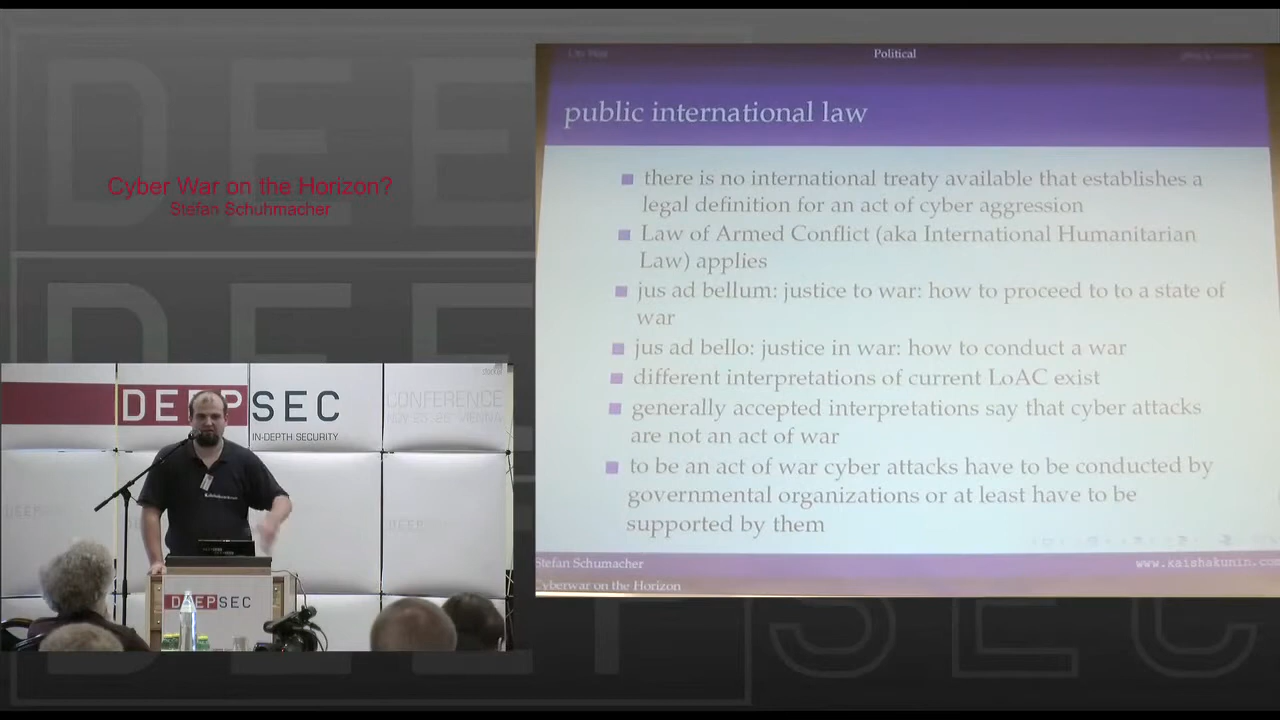 Cyber War on the Horizon?
Stefan Schuhmacher
Political
public international law
there is no international treaty available that establishes a
legal definition for an act of cyber aggression
Law of Armed Conflict (aka International Humanitarian
Law) applies
jus ad bellum: justice to war: how to proceed to to a state of
war
jus ad bello: justice in war: how to conduct a war
different interpretations of current LoAC exist
generally accepted interpretations say that cyber attacks
are not an act of war
to be an act of war cyber attacks have to be conducted by
governmental organizations or at least have to be
supported by them
Stefan Schumacher
www.kaishakunin.com
Cyberwar on the Horizon
DEEPSEC
IN-DEPTH SECURITY
CONFERENCE
DEEPSEC